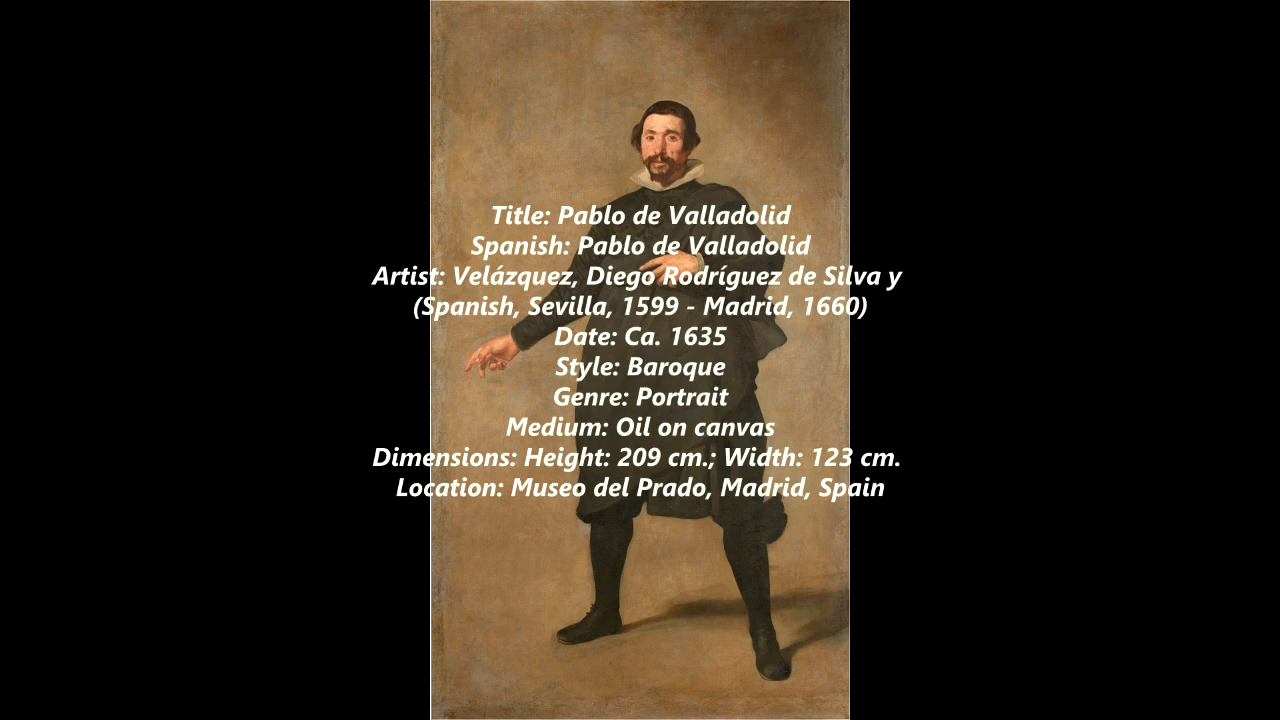 Title: Pablo de Valladolid
Spanish: Pablo de Valladolid
Artist: Velázquez, Diego Rodríguez de Silva y
(Spanish, Sevilla, 1599 - Madrid, 1660)
Date: Ca. 1635
Style: Baroque
Genre: Portrait
Medium: Oil on canvas
Dimensions: Height: 209 cm.; Width: 123 cm.
Location: Museo del Prado, Madrid, Spain